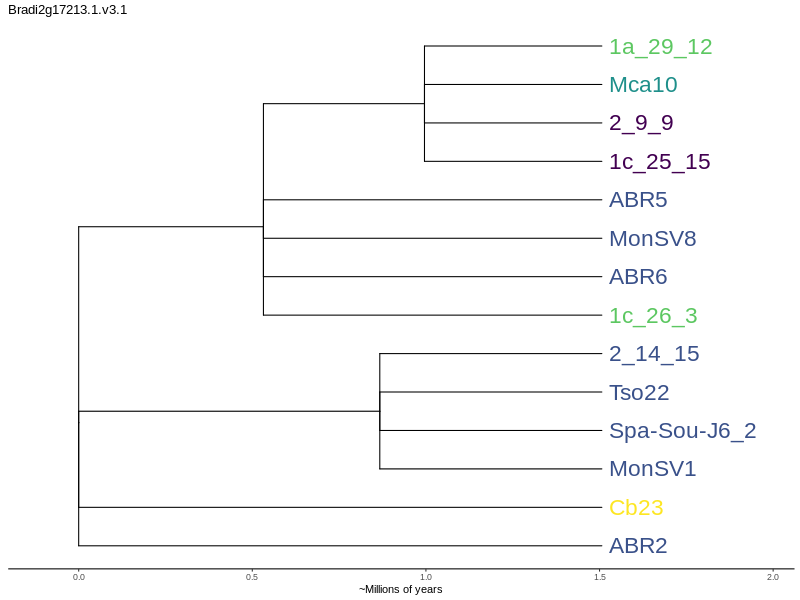 Bradi2g17213.1.v3.1
1a_29_12
Mca10
2_9_9
1c_25_15
ABR5
MonSV8
ABR6
1c_26_3
2_14_15
Tso22
Spa-Sou-J6_2
MonSV1
Cb23
ABR2
0.0 0.5 1.0 1.5 2.0
~Millions of years